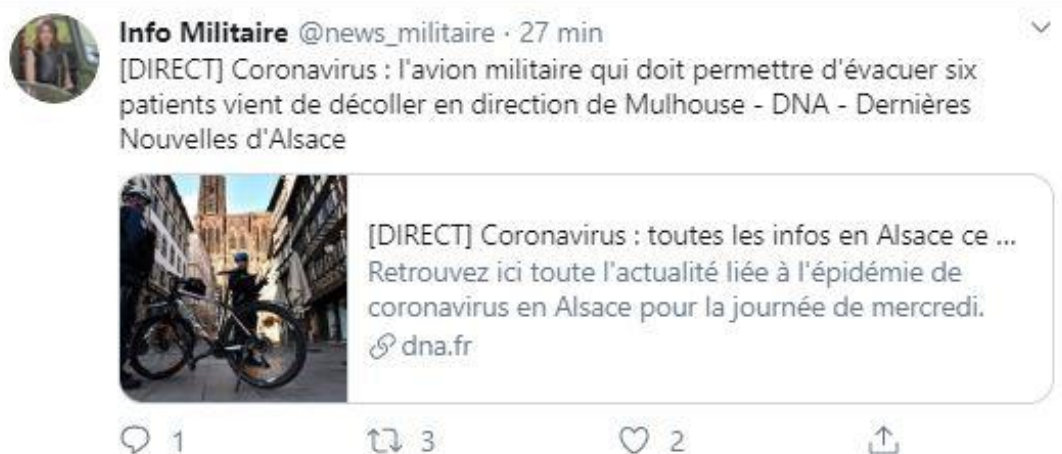 Info Militaire @news_militaire · 27 min
[DIRECT] Coronavirus : l'avion militaire qui doit permettre d'évacuer six
patients vient de décoller en direction de Mulhouse - DNA - Dernières
Nouvelles d'Alsace
[DIRECT] Coronavirus : toutes les infos en Alsace ce ...
Retrouvez ici toute l'actualité liée à l'épidémie de
coronavirus en Alsace pour la journée de mercredi.
dna.fr
1 3 2